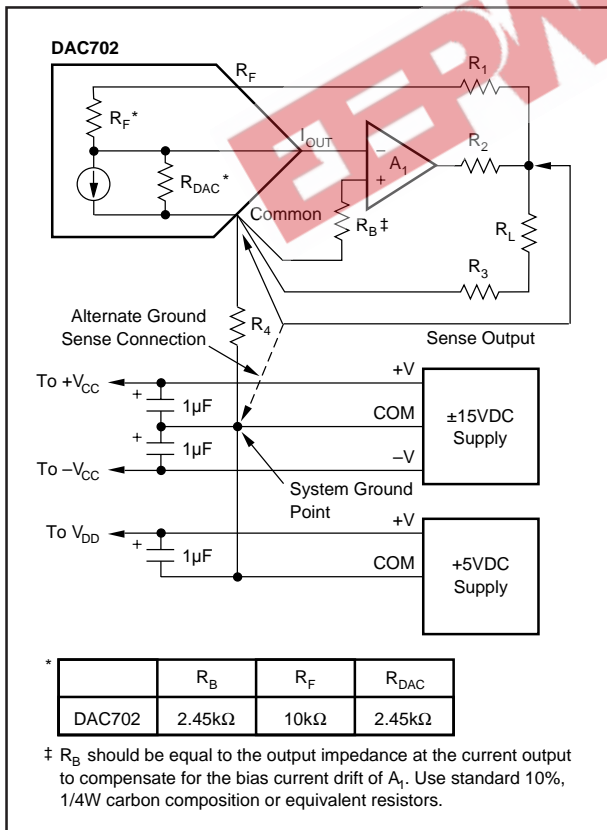 DAC702
EEPW
R_F
R_1
R_F*
I_OUT
R_DAC*
–
A_1
+
R_2
Common
R_B‡
R_L
R_3
Alternate Ground
Sense Connection
R_4
Sense Output
To +V_CC
+V
+
1µF
COM
±15VDC
Supply
+
1µF
To –V_CC
–V
System Ground
Point
To V_DD
+V
+
1µF
COM
+5VDC
Supply
*
R_B R_F R_DAC
DAC702 2.45kΩ 10kΩ 2.45kΩ
‡ R_B should be equal to the output impedance at the current output
to compensate for the bias current drift of A_1. Use standard 10%,
1/4W carbon composition or equivalent resistors.